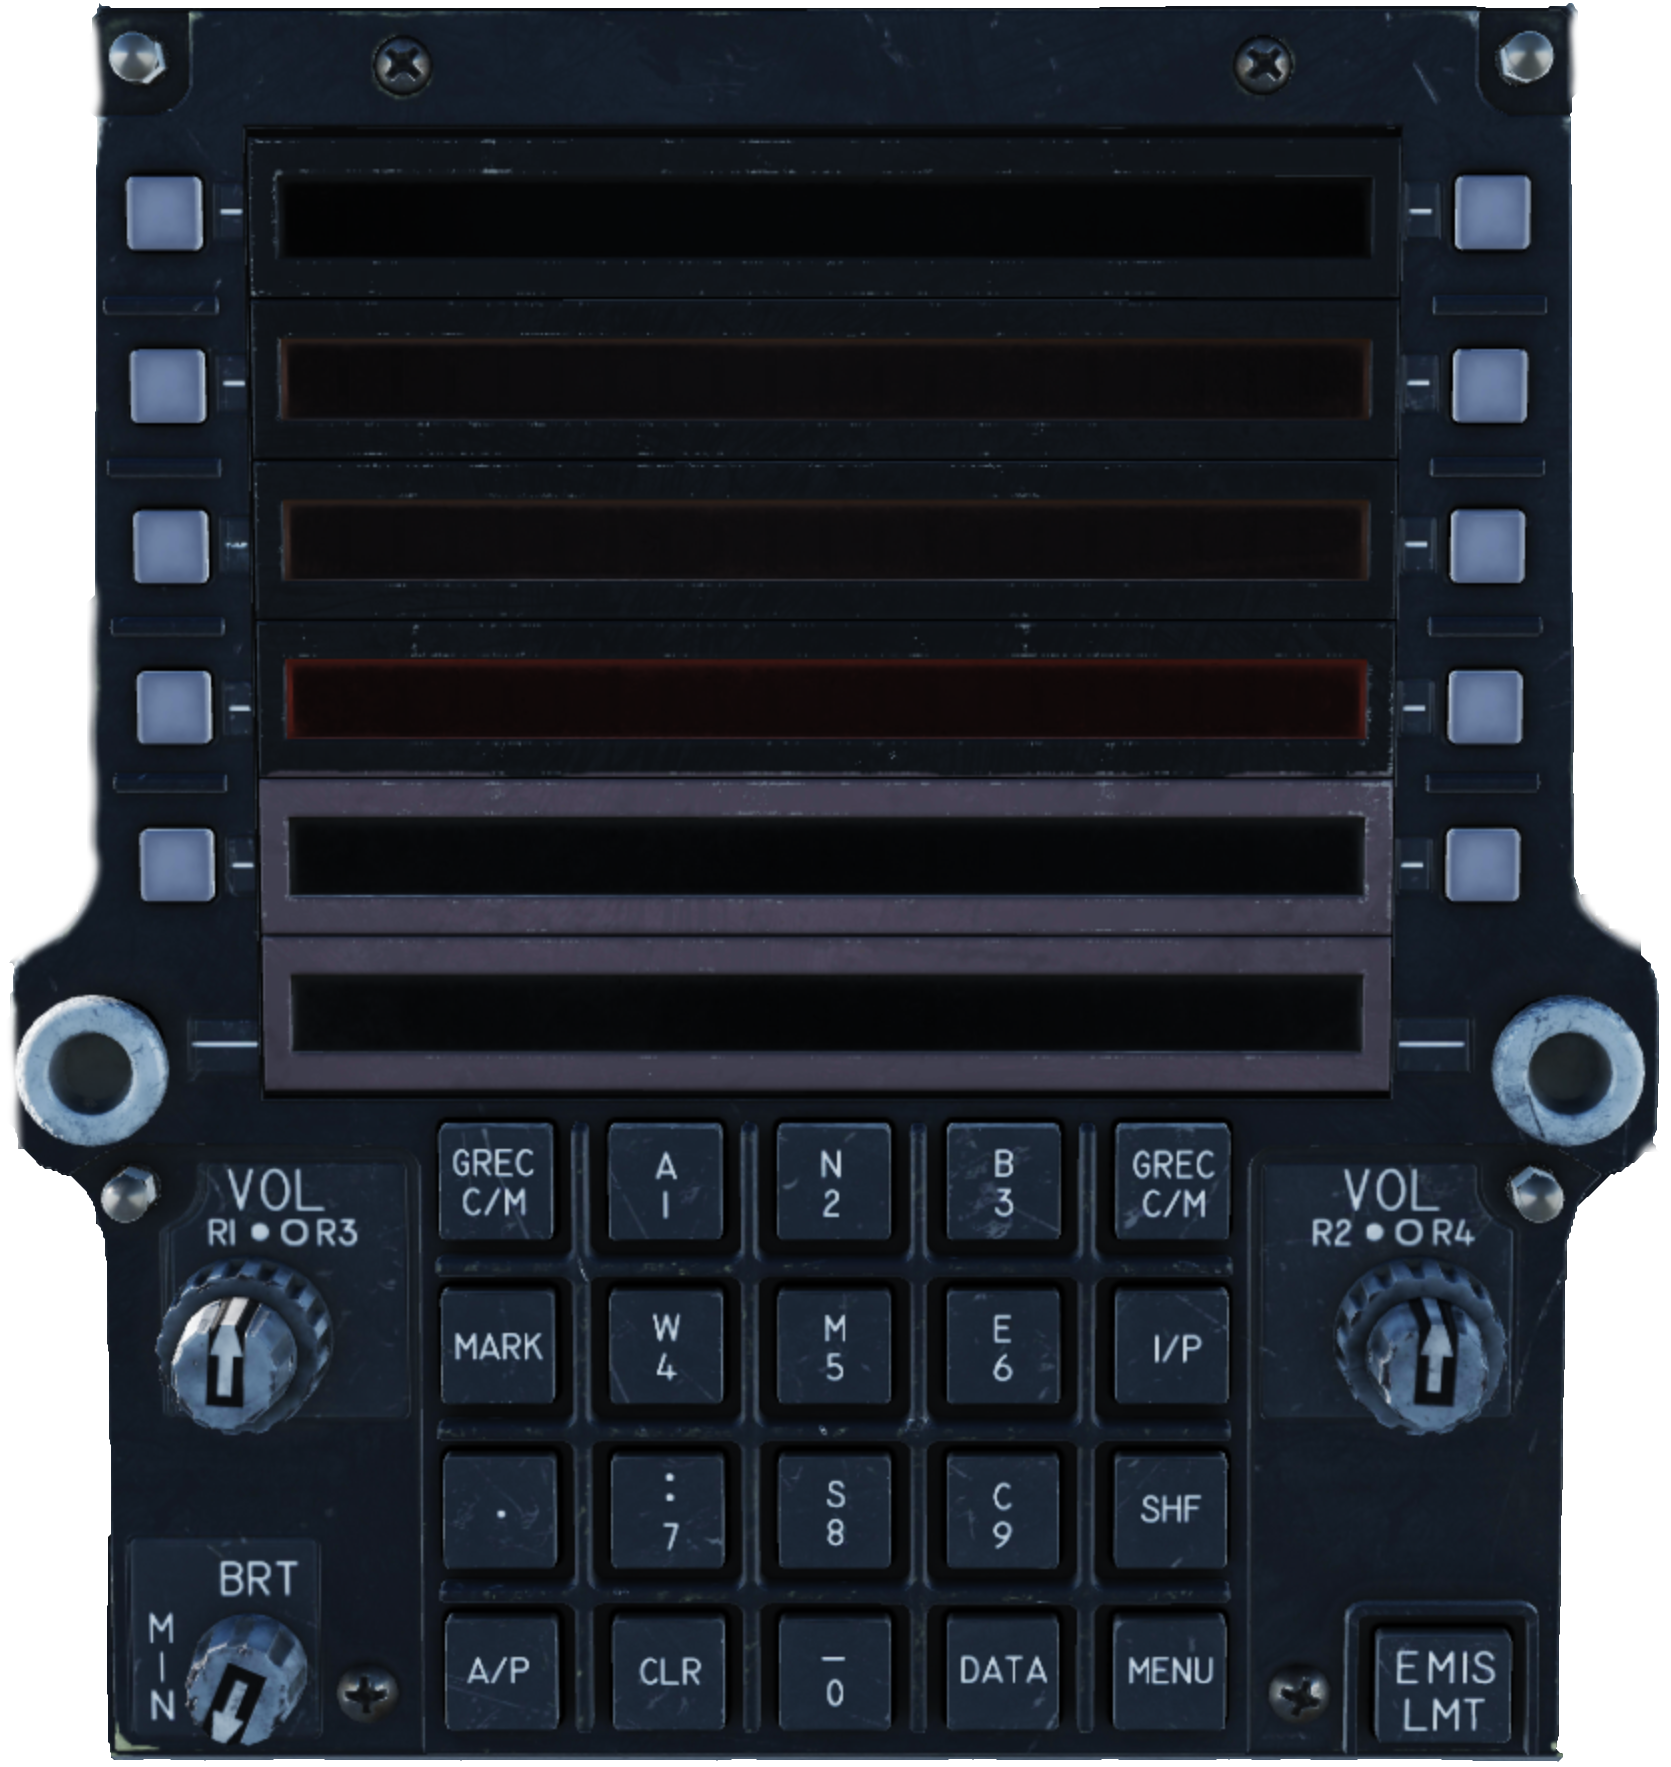 GREC
C/M
A
1
N
2
B
3
GREC
C/M
VOL
R1 ● O R3
VOL
R2 ● O R4
MARK
W
4
M
5
E
6
I/P
.
:
7
S
8
C
9
SHF
BRT
MIN
A/P
CLR
–
0
DATA
MENU
EMIS
LMT